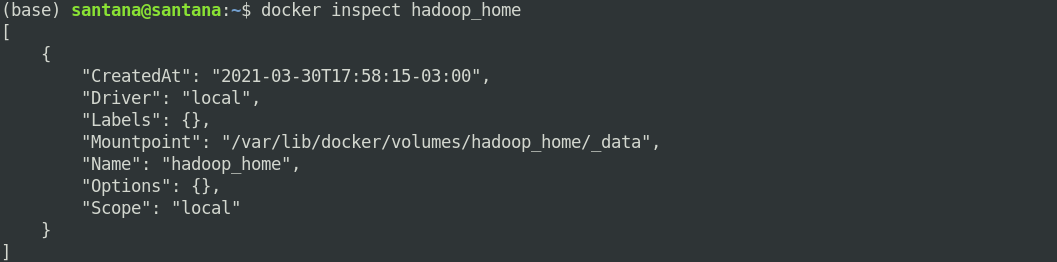 (base) santana@santana:~$ docker inspect hadoop_home
[
    {
        "CreatedAt": "2021-03-30T17:58:15-03:00",
        "Driver": "local",
        "Labels": {},
        "Mountpoint": "/var/lib/docker/volumes/hadoop_home/_data",
        "Name": "hadoop_home",
        "Options": {},
        "Scope": "local"
    }
]